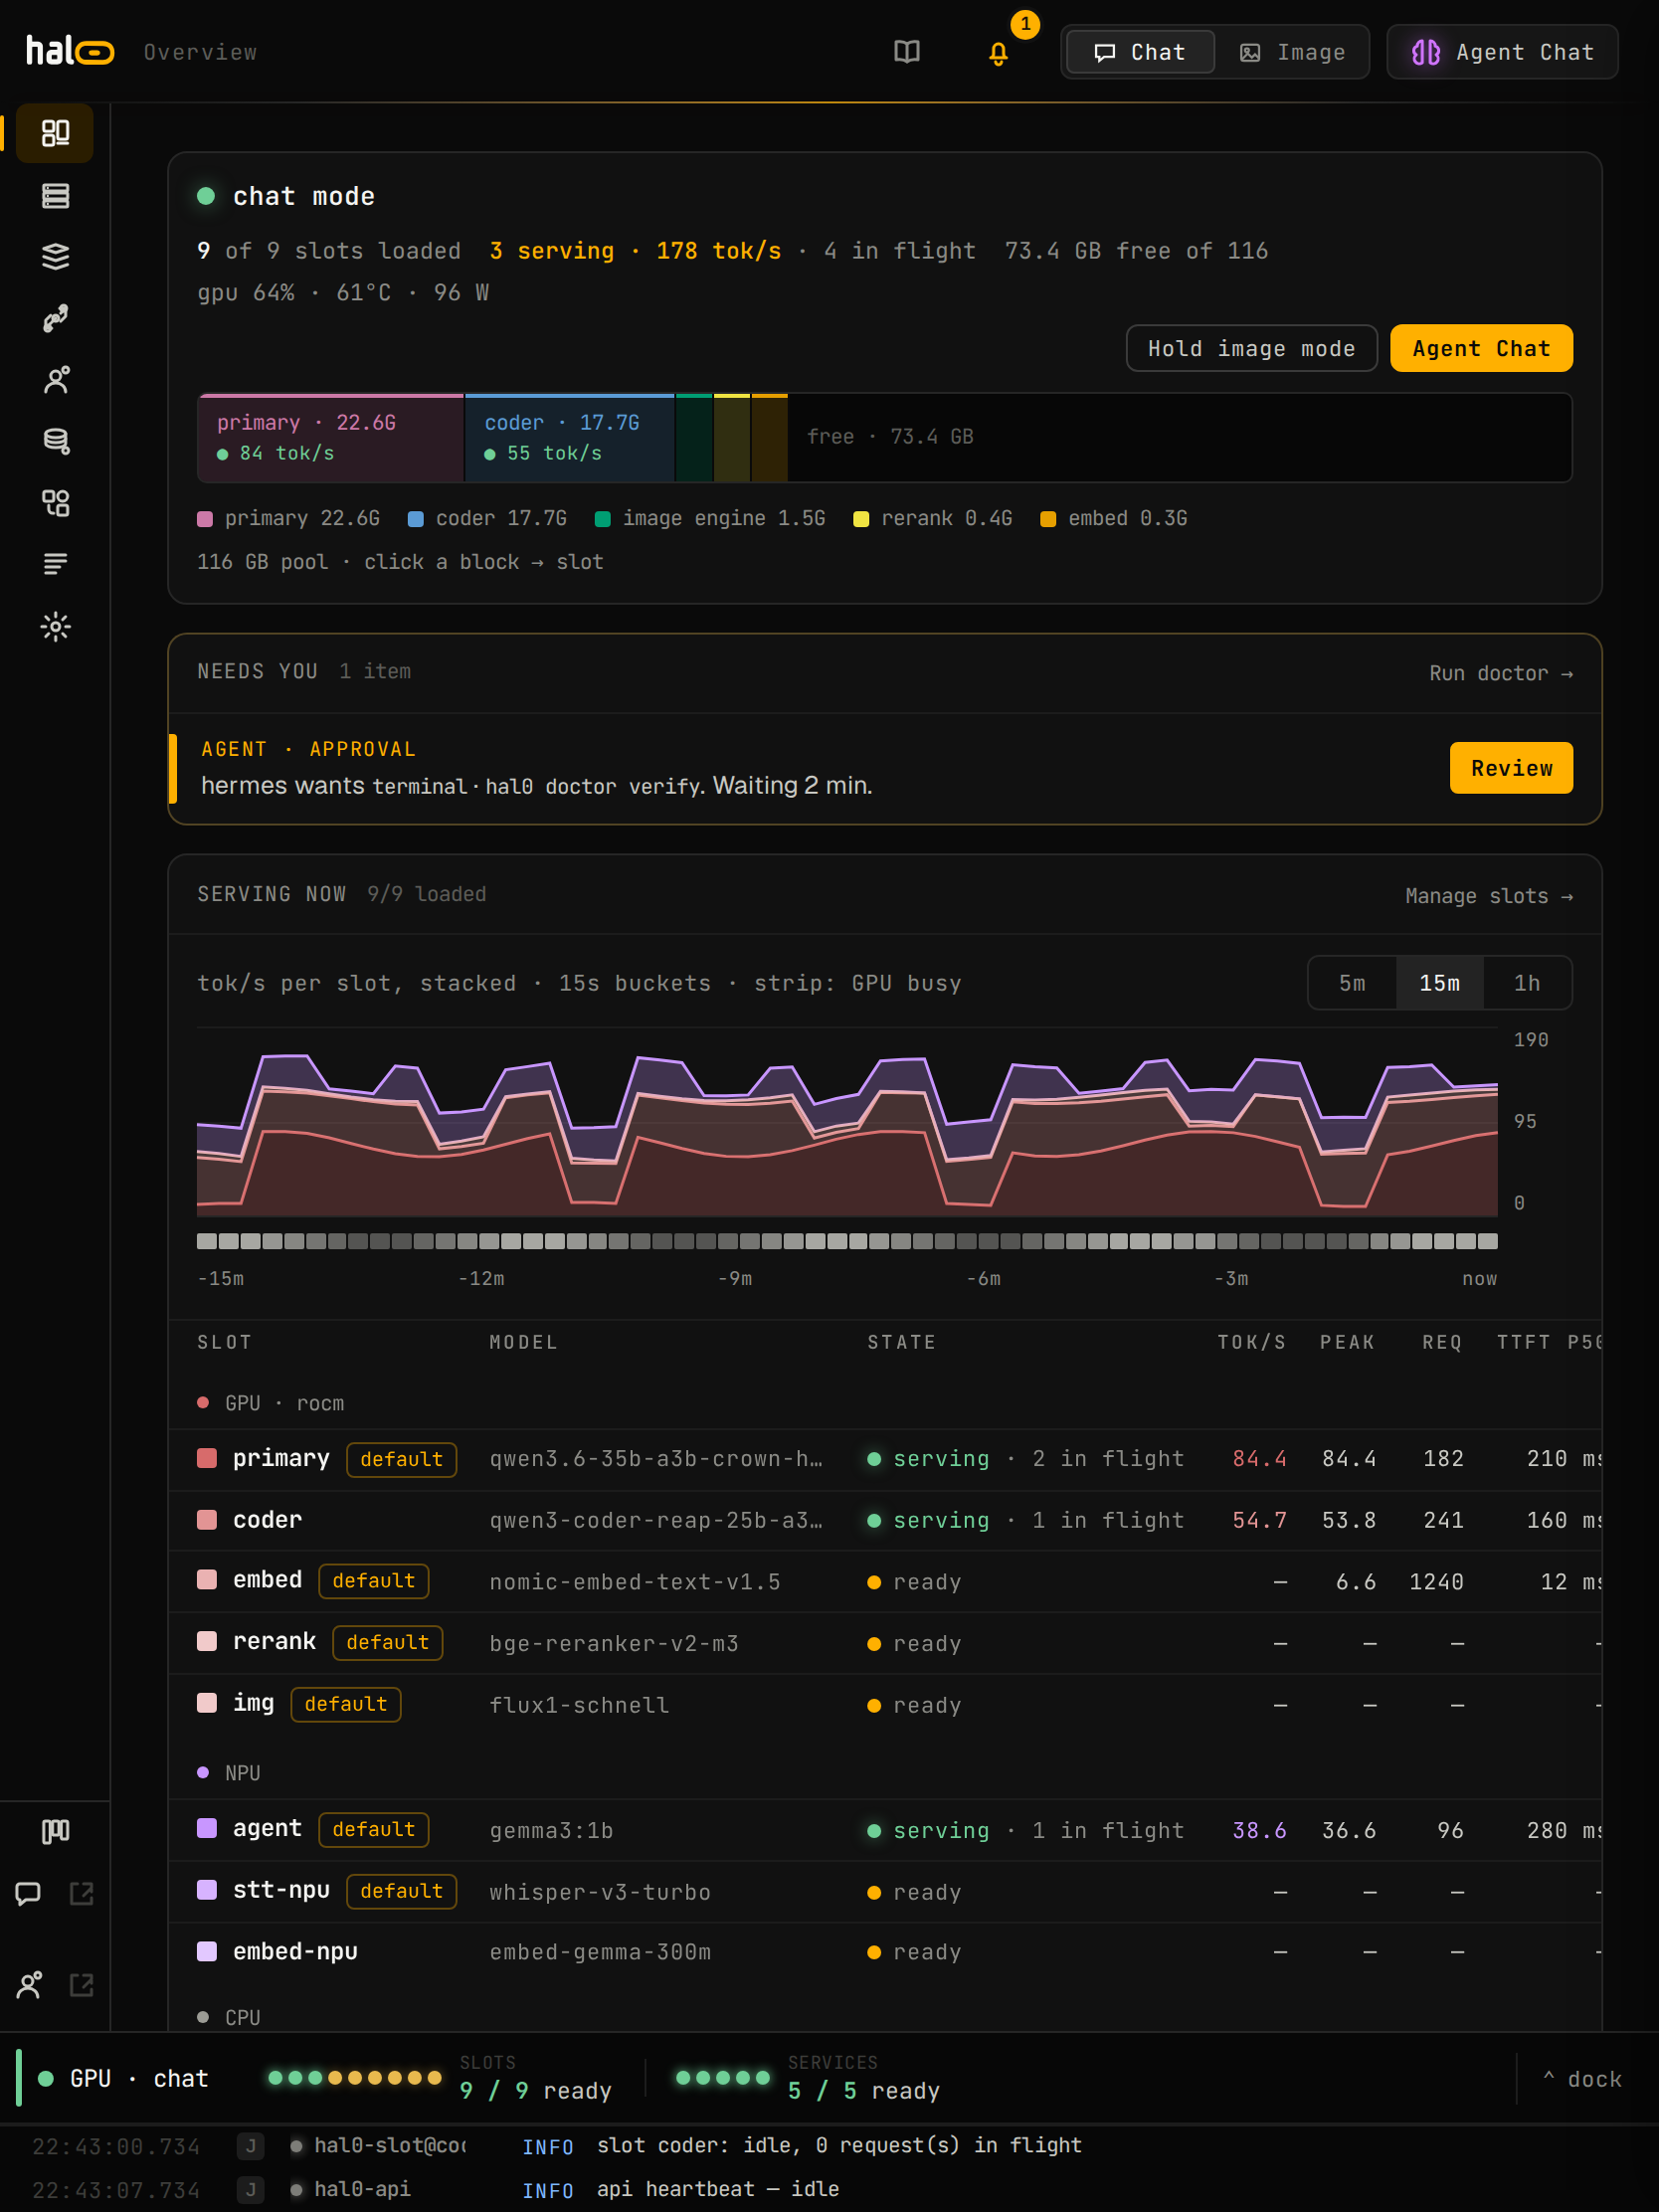 hal0 Overview 1 Chat Image Agent Chat
chat mode
9 of 9 slots loaded 3 serving · 178 tok/s · 4 in flight 73.4 GB free of 116
gpu 64% · 61°C · 96 W
Hold image mode Agent Chat
primary · 22.6G coder · 17.7G
84 tok/s 55 tok/s
free · 73.4 GB
primary 22.6G coder 17.7G image engine 1.5G rerank 0.4G embed 0.3G
116 GB pool · click a block → slot
NEEDS YOU 1 item Run doctor →
AGENT · APPROVAL
hermes wants terminal · hal0 doctor verify. Waiting 2 min.
Review
SERVING NOW 9/9 loaded Manage slots →
tok/s per slot, stacked · 15s buckets · strip: GPU busy 5m 15m 1h
190
95
0
-15m -12m -9m -6m -3m now
SLOT MODEL STATE TOK/S PEAK REQ TTFT P50
GPU · rocm
primary default qwen3.6-35b-a3b-crown-h… serving · 2 in flight 84.4 84.4 182 210 ms
coder qwen3-coder-reap-25b-a3… serving · 1 in flight 54.7 53.8 241 160 ms
embed default nomic-embed-text-v1.5 ready — 6.6 1240 12 ms
rerank default bge-reranker-v2-m3 ready — — — —
img default flux1-schnell ready — — — —
NPU
agent default gemma3:1b serving · 1 in flight 38.6 36.6 96 280 ms
stt-npu default whisper-v3-turbo ready — — — —
embed-npu embed-gemma-300m ready — — — —
CPU
GPU · chat SLOTS 9 / 9 ready SERVICES 5 / 5 ready ^ dock
22:43:00.734 J hal0-slot@cod INFO slot coder: idle, 0 request(s) in flight
22:43:07.734 J hal0-api INFO api heartbeat — idle